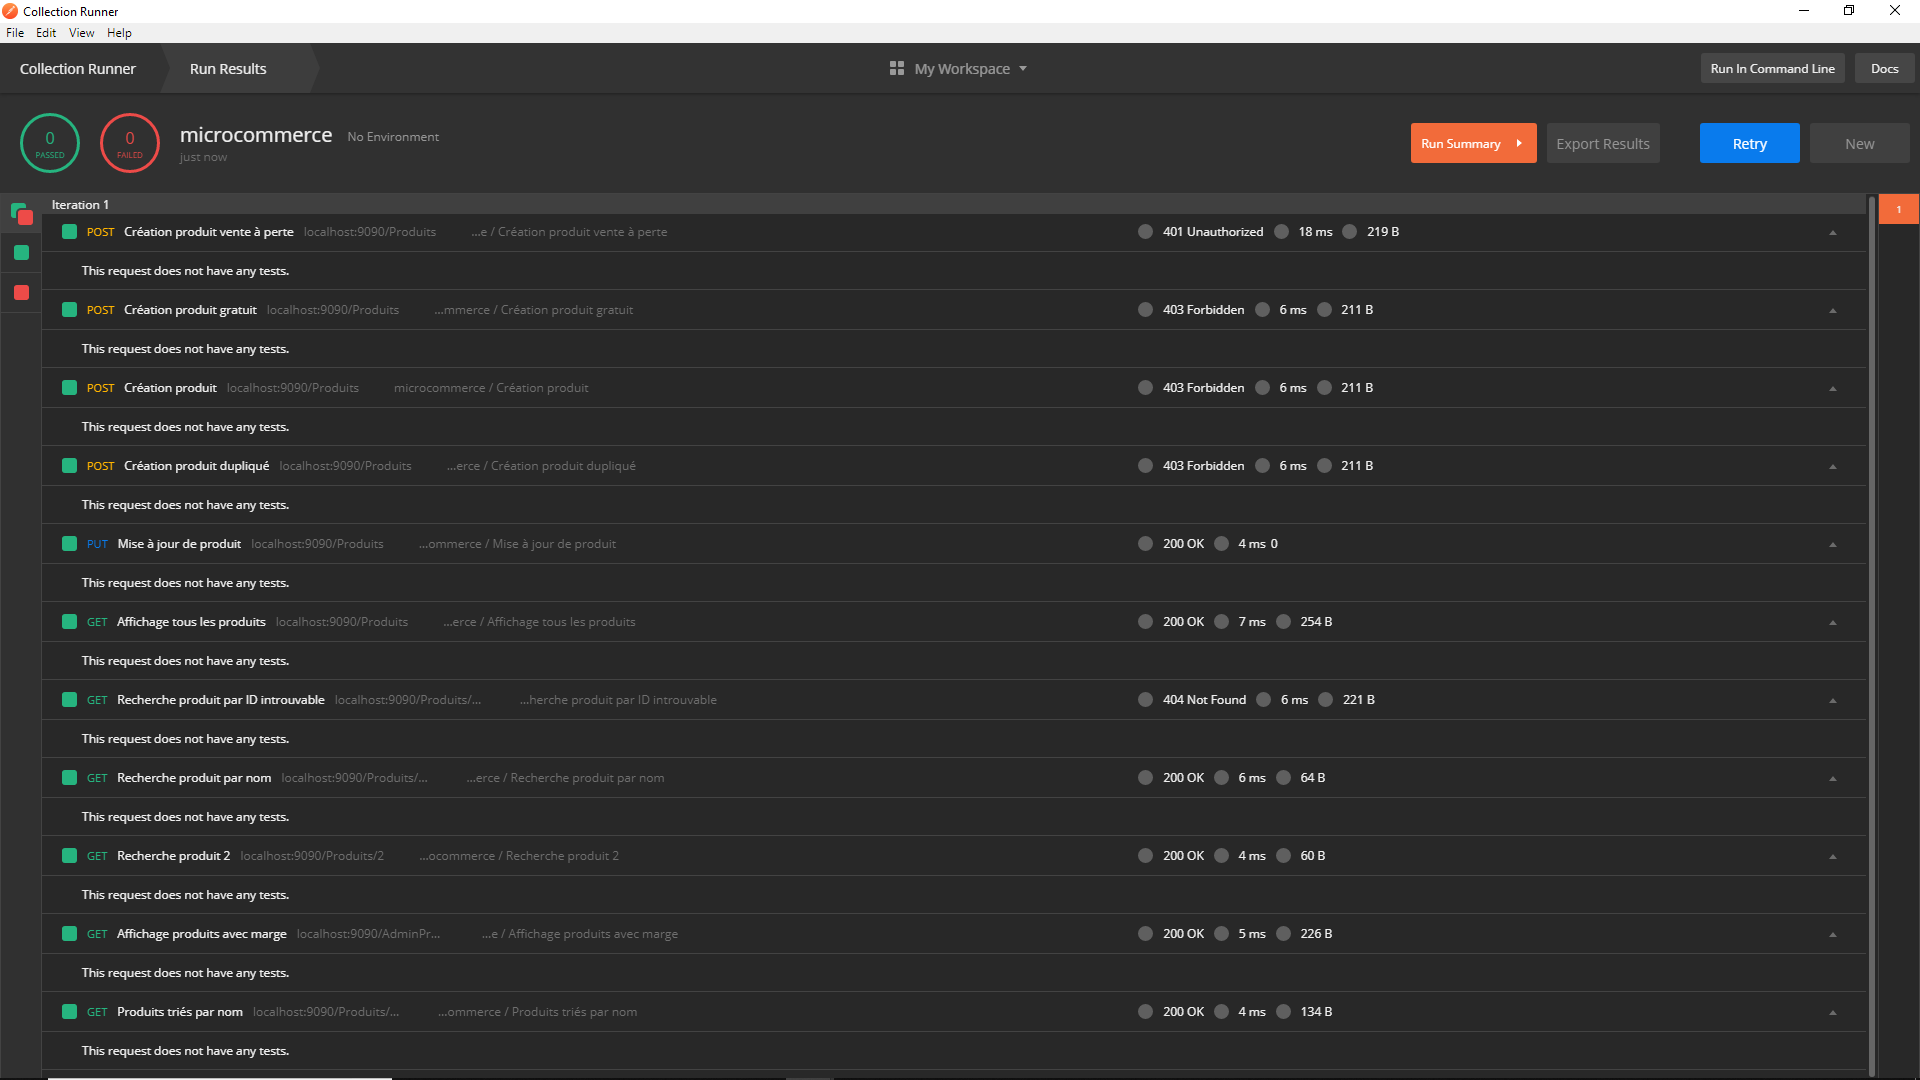 Collection Runner
File Edit View Help
Collection Runner Run Results My Workspace Run In Command Line Docs
0 PASSED 0 FAILED microcommerce No Environment Run Summary Export Results Retry New
just now
Iteration 1 1
POST Création produit vente à perte localhost:9090/Produits ...e / Création produit vente à perte 401 Unauthorized 18 ms 219 B
This request does not have any tests.
POST Création produit gratuit localhost:9090/Produits ...mmerce / Création produit gratuit 403 Forbidden 6 ms 211 B
This request does not have any tests.
POST Création produit localhost:9090/Produits microcommerce / Création produit 403 Forbidden 6 ms 211 B
This request does not have any tests.
POST Création produit dupliqué localhost:9090/Produits ...erce / Création produit dupliqué 403 Forbidden 6 ms 211 B
This request does not have any tests.
PUT Mise à jour de produit localhost:9090/Produits ...ommerce / Mise à jour de produit 200 OK 4 ms 0
This request does not have any tests.
GET Affichage tous les produits localhost:9090/Produits ...erce / Affichage tous les produits 200 OK 7 ms 254 B
This request does not have any tests.
GET Recherche produit par ID introuvable localhost:9090/Produits/... ...herche produit par ID introuvable 404 Not Found 6 ms 221 B
This request does not have any tests.
GET Recherche produit par nom localhost:9090/Produits/... ...erce / Recherche produit par nom 200 OK 6 ms 64 B
This request does not have any tests.
GET Recherche produit 2 localhost:9090/Produits/2 ...ocommerce / Recherche produit 2 200 OK 4 ms 60 B
This request does not have any tests.
GET Affichage produits avec marge localhost:9090/AdminPr... ...e / Affichage produits avec marge 200 OK 5 ms 226 B
This request does not have any tests.
GET Produits triés par nom localhost:9090/Produits/... ...ommerce / Produits triés par nom 200 OK 4 ms 134 B
This request does not have any tests.